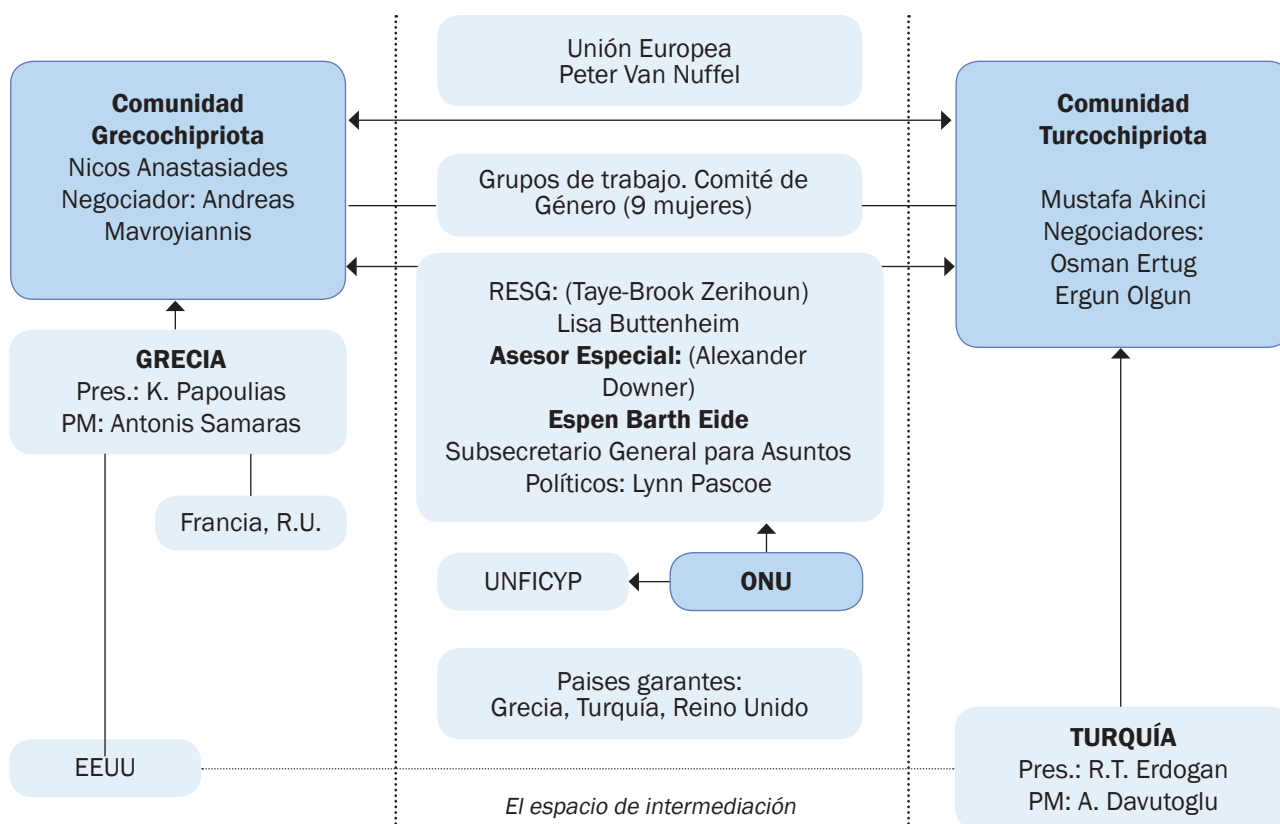 Unión Europea
Peter Van Nuffel
Comunidad
Grecochipriota
Nicos Anastasiades
Negociador: Andreas
Mavroyiannis
Comunidad
Turcochipriota
Mustafa Akinci
Negociadores:
Osman Ertug
Ergun Olgun
Grupos de trabajo. Comité de
Género (9 mujeres)
RESG: (Taye-Brook Zerihoun)
Lisa Buttenheim
Asesor Especial: (Alexander
Downer)
Espen Barth Eide
Subsecretario General para Asuntos
Políticos: Lynn Pascoe
GRECIA
Pres.: K. Papoulias
PM: Antonis Samaras
Francia, R.U.
UNFICYP
ONU
Paises garantes:
Grecia, Turquía, Reino Unido
EEUU
TURQUÍA
Pres.: R.T. Erdogan
PM: A. Davutoglu
El espacio de intermediación